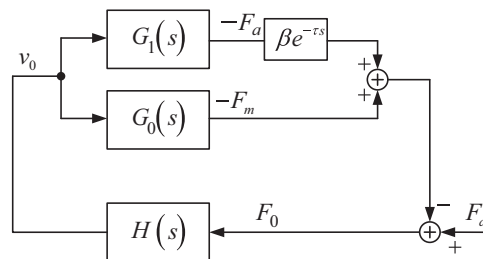 G₁(s)
−Fₐ
βe^{−τs}
v₀
+
+
+
G₀(s)
−Fₘ
−
H(s)
F₀
+
+